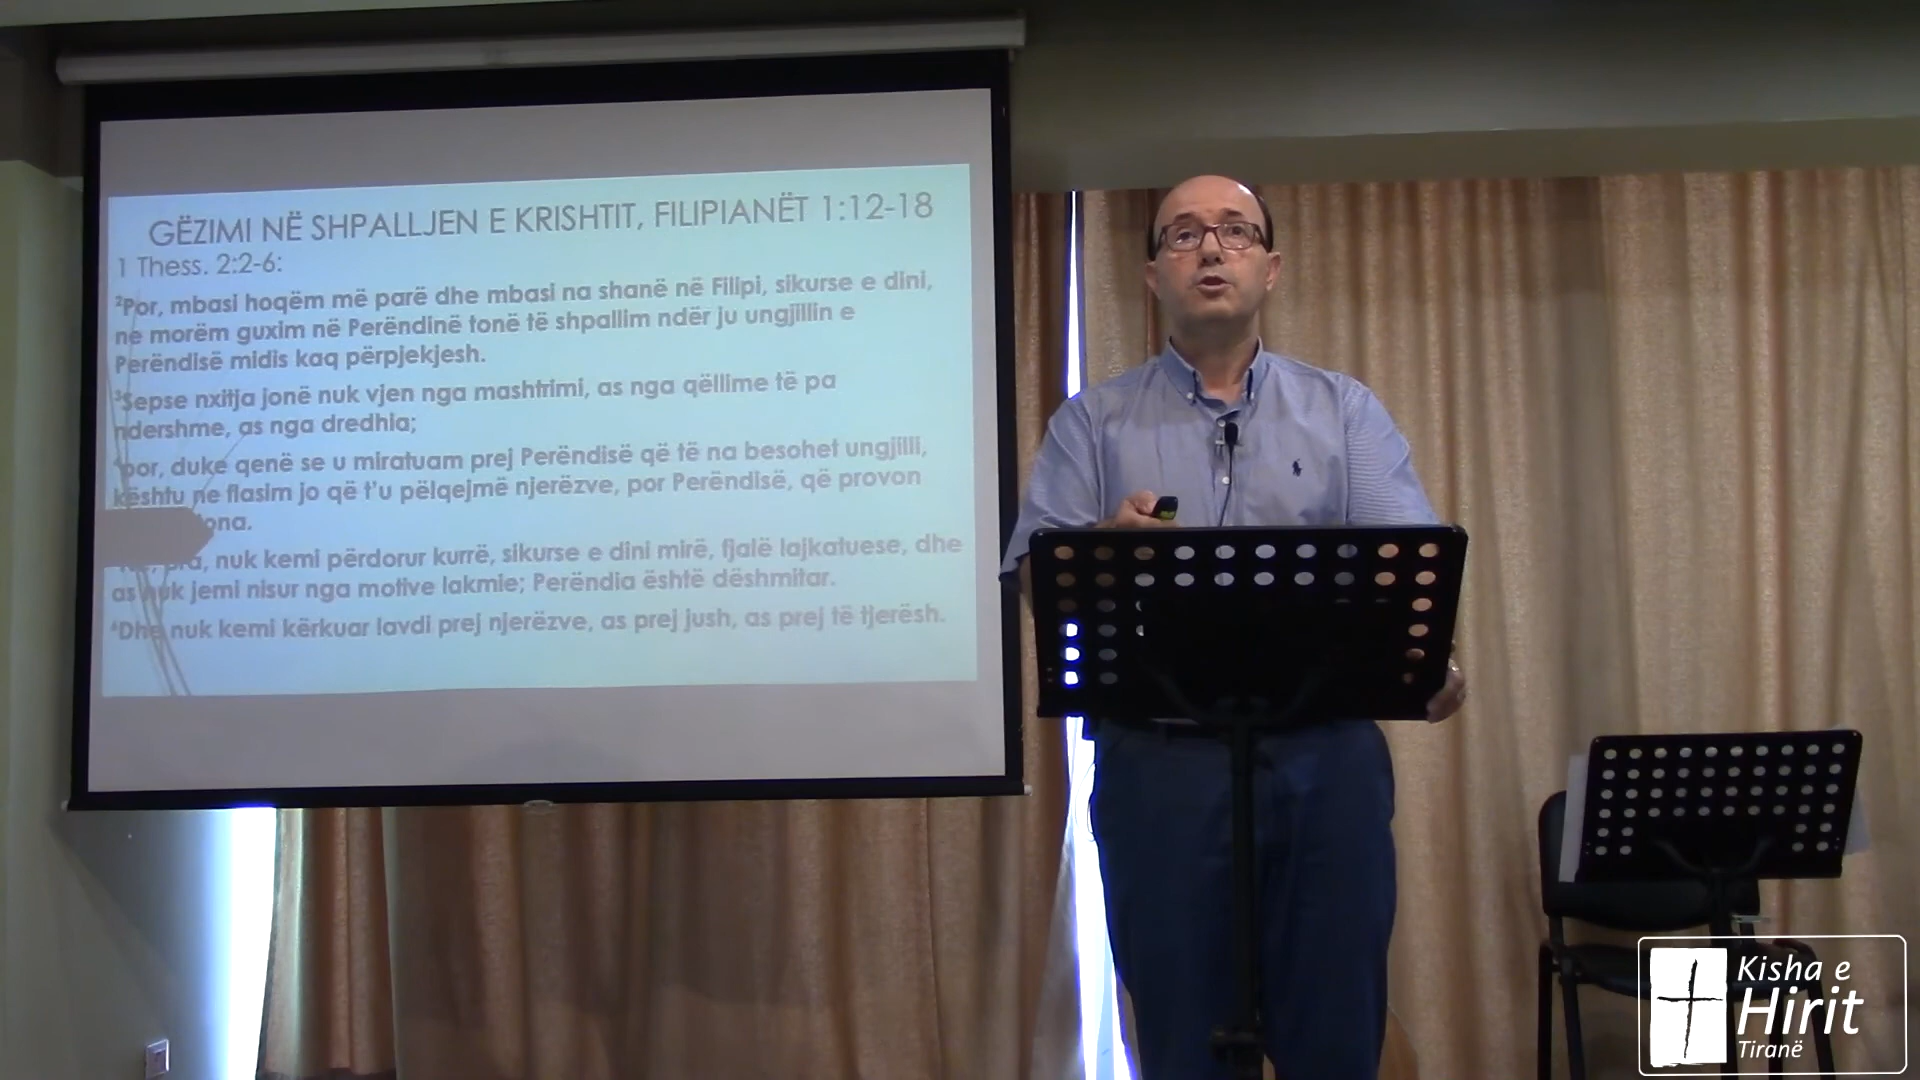 GËZIMI NË SHPALLJEN E KRISHTIT, FILIPIANËT 1:12-18
1 Thess. 2:2-6:
²Por, mbasi hoqëm më parë dhe mbasi na shanë në Filipi, sikurse e dini,
ne morëm guxim në Perëndinë tonë të shpallim ndër ju ungjillin e
Perëndisë midis kaq përpjekjesh.
³Sepse nxitja jonë nuk vjen nga mashtrimi, as nga qëllime të pa
ndershme, as nga dredhia;
por, duke qenë se u miratuam prej Perëndisë që të na besohet ungjilli,
kështu ne flasim jo që t'u pëlqejmë njerëzve, por Perëndisë, që provon
ona.
nuk kemi përdorur kurrë, sikurse e dini mirë, fjalë lajkatuese, dhe
as nuk jemi nisur nga motive lakmie; Perëndia është dëshmitar.
⁶Dhe nuk kemi kërkuar lavdi prej njerëzve, as prej jush, as prej të tjerësh.
Kisha e
Hirit
Tiranë